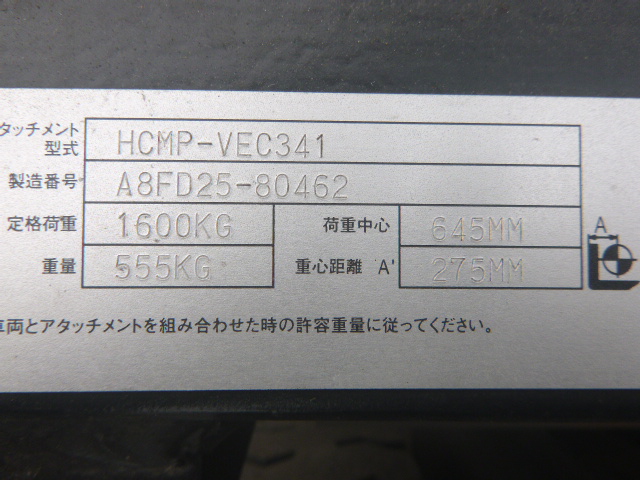 タッチメント
型式 HCMP-VEC341
製造番号 A8FD25-80462
定格荷重 1600KG 荷重中心 645MM A
重量 555KG 重心距離 A' 275MM
車両とアタッチメントを組み合わせた時の許容重量に従ってください。